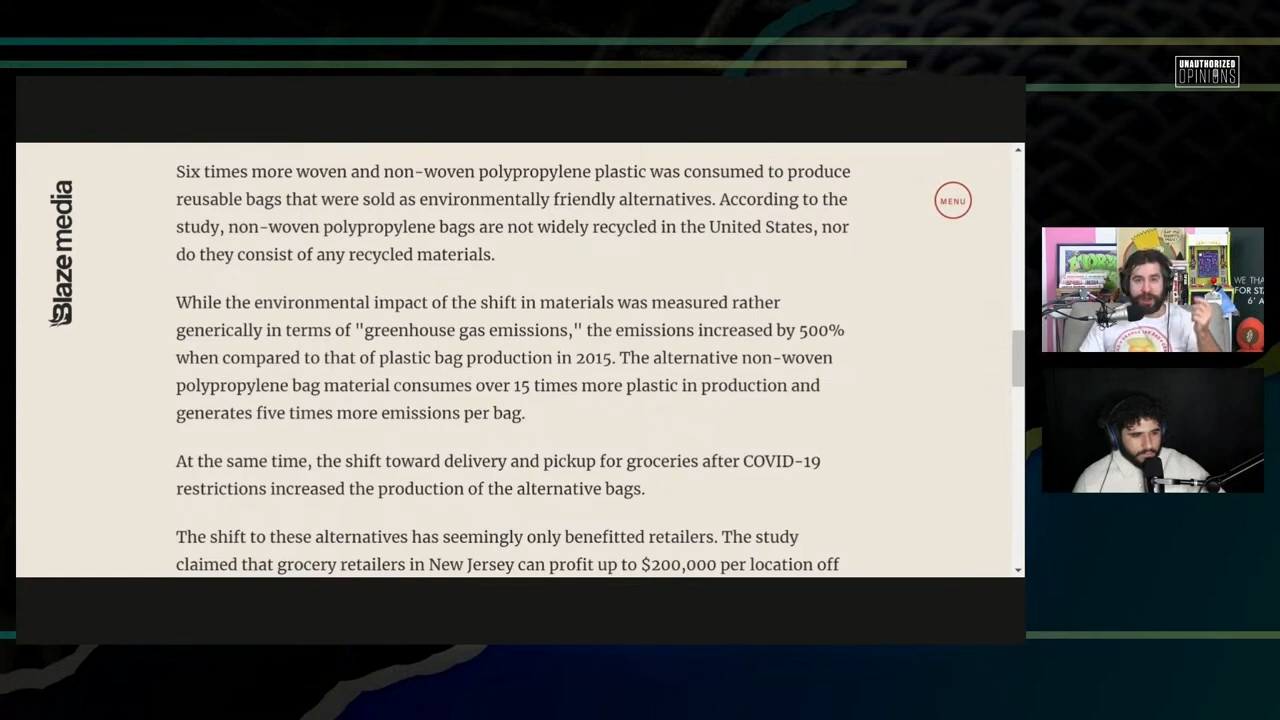 UNAUTHORIZED
OPINIONS
Blaze media
MENU
Six times more woven and non-woven polypropylene plastic was consumed to produce
reusable bags that were sold as environmentally friendly alternatives. According to the
study, non-woven polypropylene bags are not widely recycled in the United States, nor
do they consist of any recycled materials.
While the environmental impact of the shift in materials was measured rather
generically in terms of "greenhouse gas emissions," the emissions increased by 500%
when compared to that of plastic bag production in 2015. The alternative non-woven
polypropylene bag material consumes over 15 times more plastic in production and
generates five times more emissions per bag.
At the same time, the shift toward delivery and pickup for groceries after COVID-19
restrictions increased the production of the alternative bags.
The shift to these alternatives has seemingly only benefitted retailers. The study
claimed that grocery retailers in New Jersey can profit up to $200,000 per location off
WE THA
FOR STA
6' A